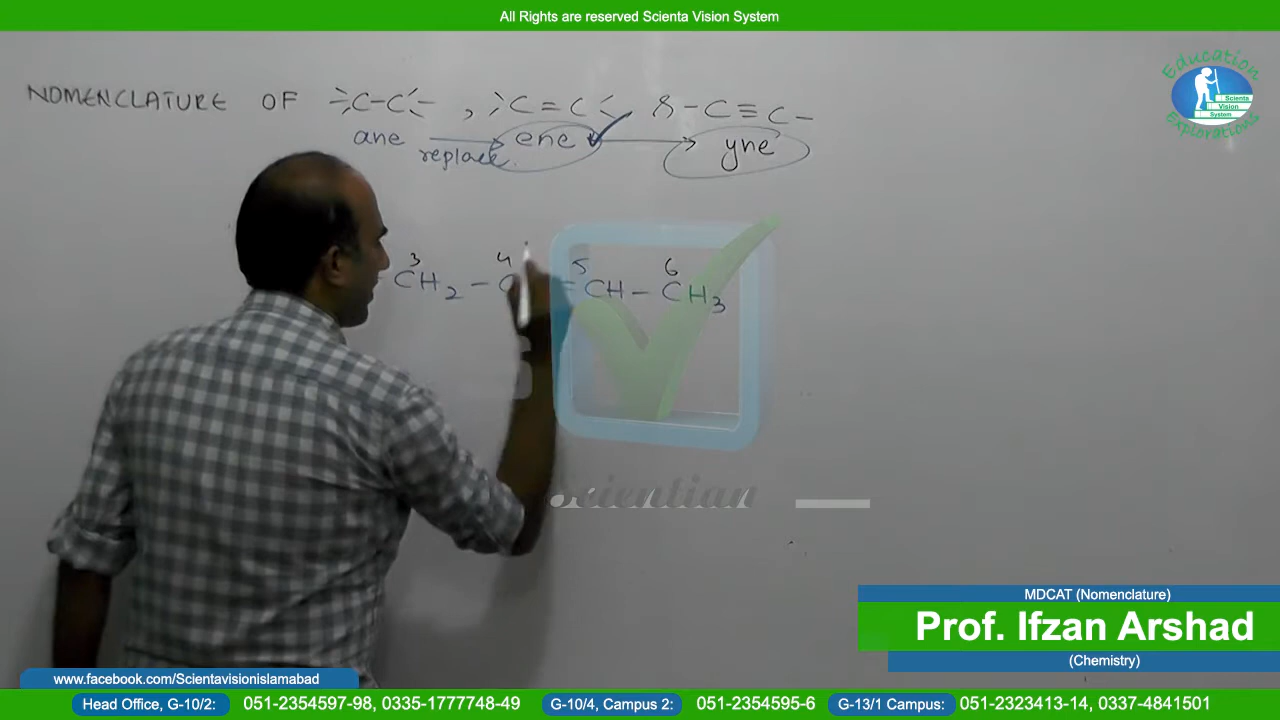 All Rights are reserved Scienta Vision System
Education
Scienta
Vision
System
Explorations
NOMENCLATURE OF C-C , C=C , & -C≡C-
ane replace ene yne
3 4 5 6
CH2 - C = CH - CH3
Scientian
MDCAT (Nomenclature)
Prof. Ifzan Arshad
(Chemistry)
www.facebook.com/Scientavisionislamabad
Head Office, G-10/2: 051-2354597-98, 0335-1777748-49 G-10/4, Campus 2: 051-2354595-6 G-13/1 Campus: 051-2323413-14, 0337-4841501